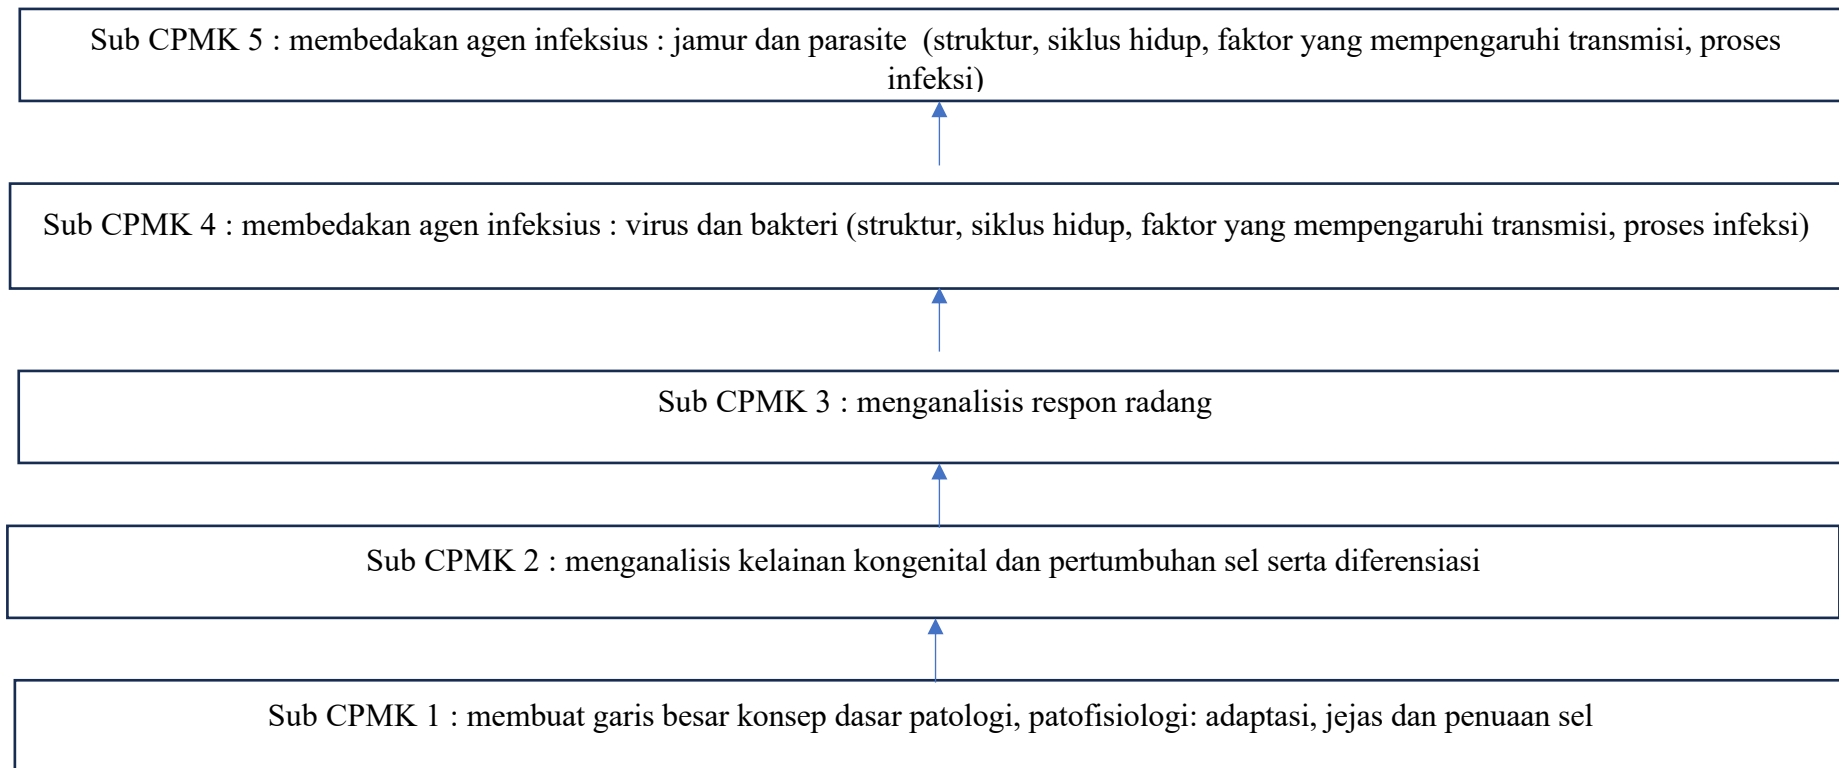 Sub CPMK 5 : membedakan agen infeksius : jamur dan parasite (struktur, siklus hidup, faktor yang mempengaruhi transmisi, proses
infeksi)
Sub CPMK 4 : membedakan agen infeksius : virus dan bakteri (struktur, siklus hidup, faktor yang mempengaruhi transmisi, proses infeksi)
Sub CPMK 3 : menganalisis respon radang
Sub CPMK 2 : menganalisis kelainan kongenital dan pertumbuhan sel serta diferensiasi
Sub CPMK 1 : membuat garis besar konsep dasar patologi, patofisiologi: adaptasi, jejas dan penuaan sel